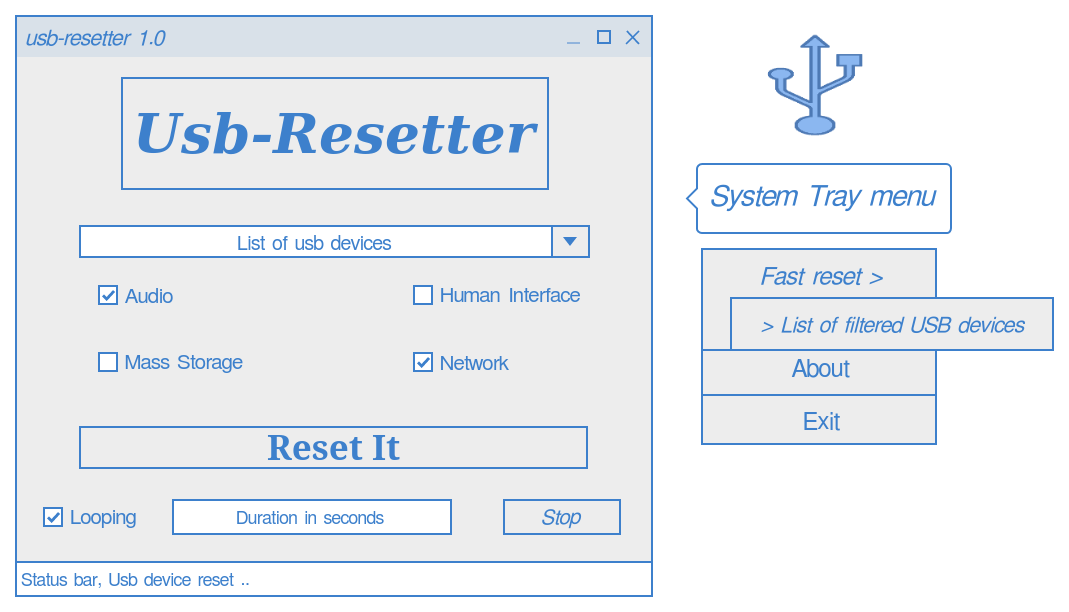 usb-resetter 1.0
Usb-Resetter
List of usb devices
Audio
Human Interface
Mass Storage
Network
Reset It
Looping
Duration in seconds
Stop
Status bar, Usb device reset ..
System Tray menu
Fast reset >
> List of filtered USB devices
About
Exit